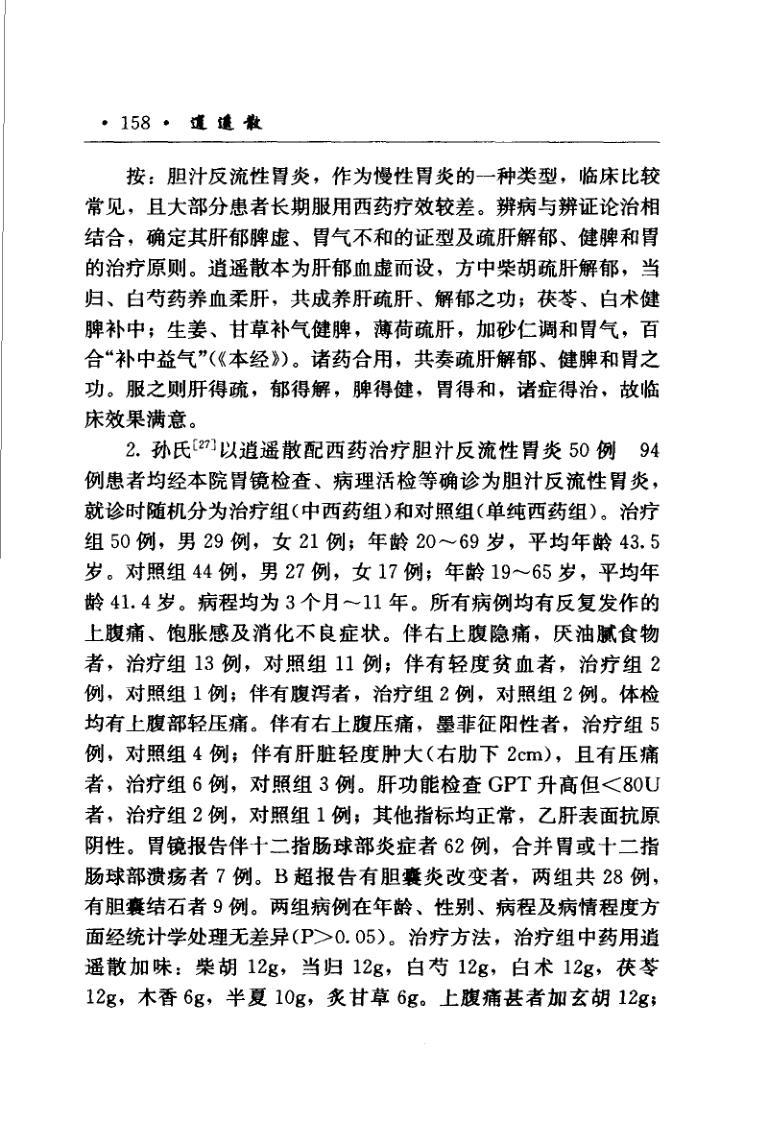 • 158 • 逍遥散
按：胆汁反流性胃炎，作为慢性胃炎的一种类型，临床比较
常见，且大部分患者长期服用西药疗效较差。辨病与辨证论治相
结合，确定其肝郁脾虚、胃气不和的证型及疏肝解郁、健脾和胃
的治疗原则。逍遥散本为肝郁血虚而设，方中柴胡疏肝解郁，当
归、白芍药养血柔肝，共成养肝疏肝、解郁之功；茯苓、白术健
脾补中；生姜、甘草补气健脾，薄荷疏肝，加砂仁调和胃气，百
合“补中益气”(《本经》)。诸药合用，共奏疏肝解郁、健脾和胃之
功。服之则肝得疏，郁得解，脾得健，胃得和，诸症得治，故临
床效果满意。
2. 孙氏[27]以逍遥散配西药治疗胆汁反流性胃炎 50 例　94
例患者均经本院胃镜检查、病理活检等确诊为胆汁反流性胃炎，
就诊时随机分为治疗组(中西药组)和对照组(单纯西药组)。治疗
组 50 例，男 29 例，女 21 例；年龄 20～69 岁，平均年龄 43.5
岁。对照组 44 例，男 27 例，女 17 例；年龄 19～65 岁，平均年
龄 41.4 岁。病程均为 3 个月～11 年。所有病例均有反复发作的
上腹痛、饱胀感及消化不良症状。伴右上腹隐痛，厌油腻食物
者，治疗组 13 例，对照组 11 例；伴有轻度贫血者，治疗组 2
例，对照组 1 例；伴有腹泻者，治疗组 2 例，对照组 2 例。体检
均有上腹部轻压痛。伴有右上腹压痛，墨菲征阳性者，治疗组 5
例，对照组 4 例；伴有肝脏轻度肿大(右肋下 2cm)，且有压痛
者，治疗组 6 例，对照组 3 例。肝功能检查 GPT 升高但<80U
者，治疗组 2 例，对照组 1 例；其他指标均正常，乙肝表面抗原
阴性。胃镜报告伴十二指肠球部炎症者 62 例，合并胃或十二指
肠球部溃疡者 7 例。B 超报告有胆囊炎改变者，两组共 28 例，
有胆囊结石者 9 例。两组病例在年龄、性别、病程及病情程度方
面经统计学处理无差异(P>0.05)。治疗方法，治疗组中药用逍
遥散加味：柴胡 12g，当归 12g，白芍 12g，白术 12g，茯苓
12g，木香 6g，半夏 10g，炙甘草 6g。上腹痛甚者加玄胡 12g；